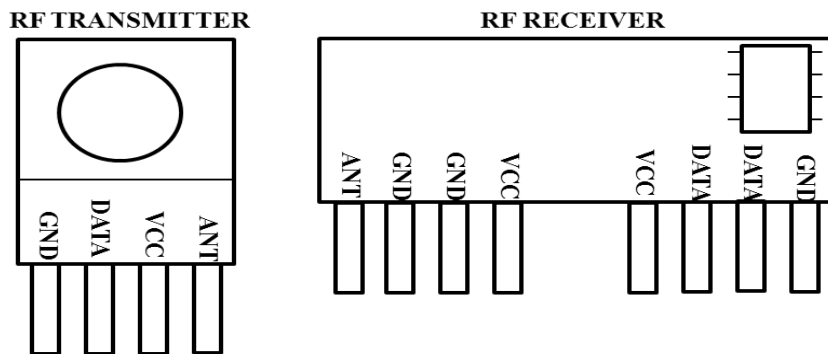 RF TRANSMITTER
GND
DATA
VCC
ANT
RF RECEIVER
ANT
GND
GND
VCC
VCC
DATA
DATA
GND